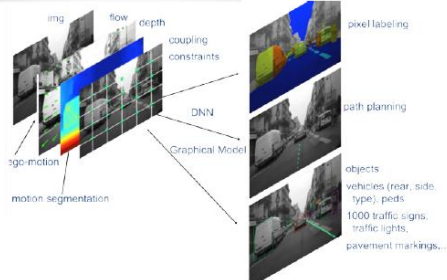 img
flow
depth
coupling
constraints
ego-motion
motion segmentation
DNN
Graphical Model
pixel labeling
path planning
objects
vehicles (rear, side,
type), peds
1000 traffic signs,
traffic lights,
pavement markings,..